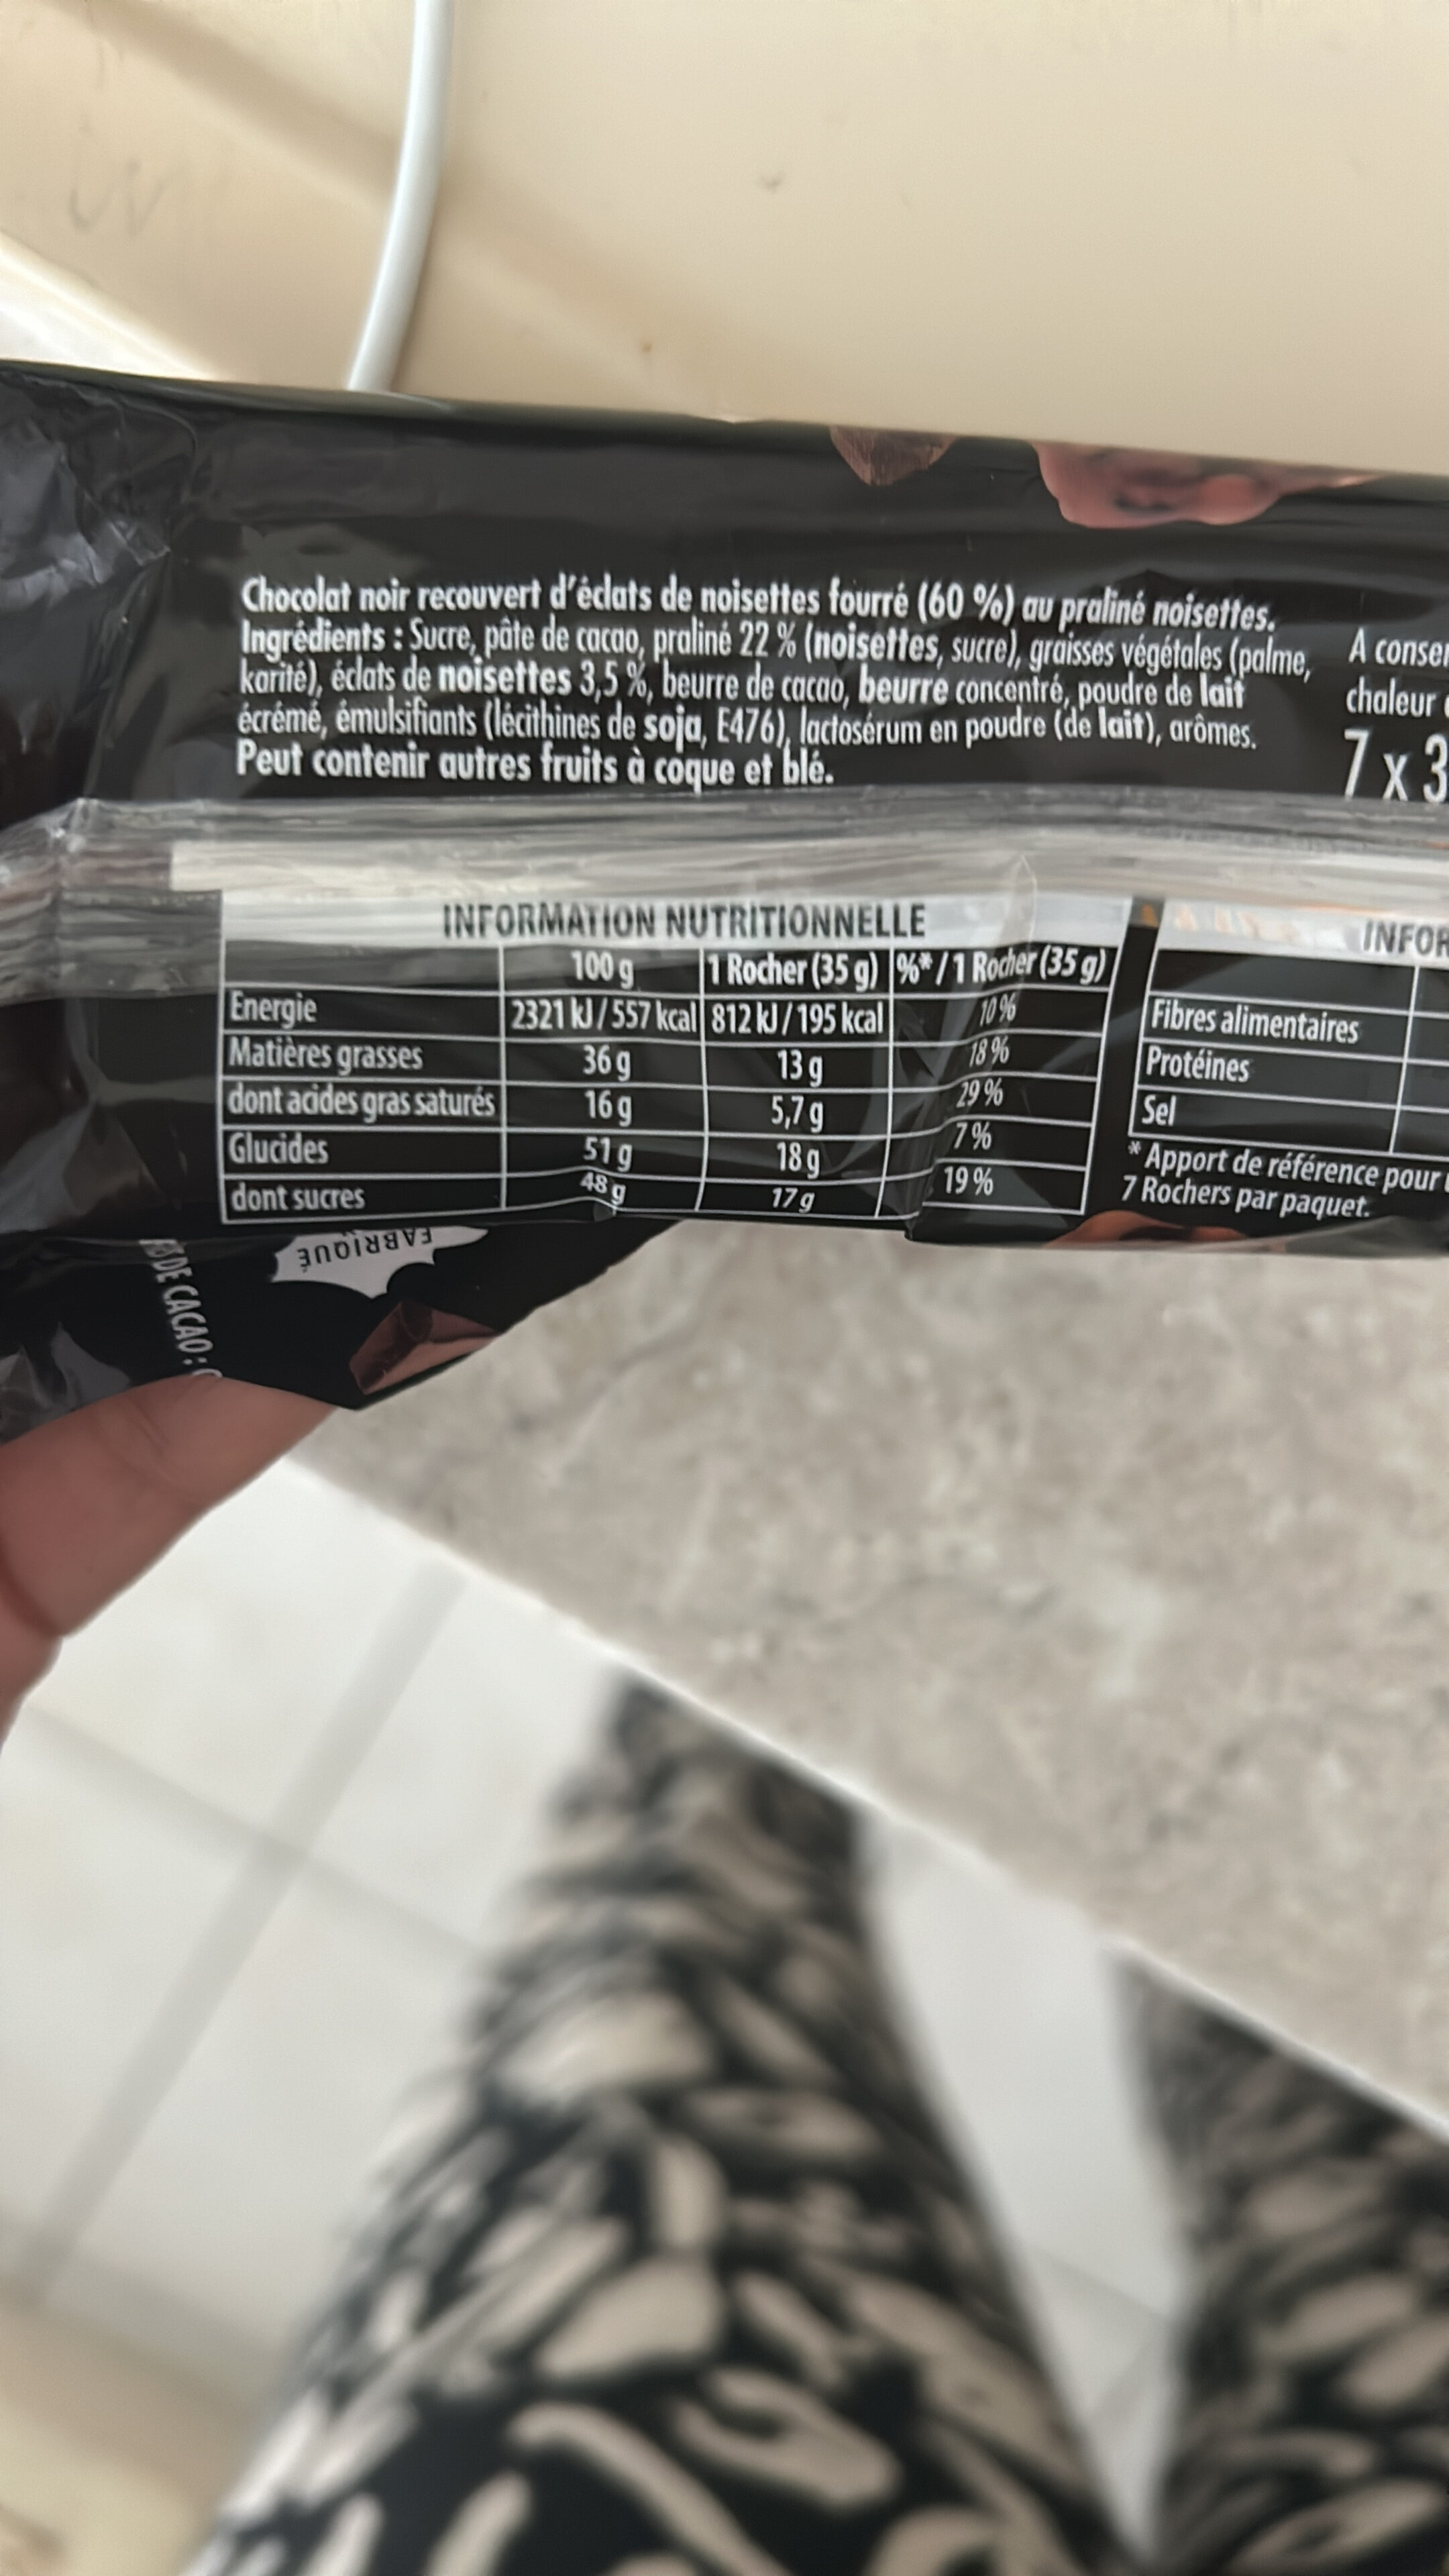 Chocolat noir recouvert d'éclats de noisettes fourré (60 %) au praliné noisettes.
Ingrédients : Sucre, pâte de cacao, praliné 22 % (noisettes, sucre), graisses végétales (palme,
karité), éclats de noisettes 3,5 %, beurre de cacao, beurre concentré, poudre de lait
écrémé, émulsifiants (lécithines de soja, E476), lactosérum en poudre (de lait), arômes.
Peut contenir autres fruits à coque et blé.
A conser
chaleur
7 x 3
INFORMATION NUTRITIONNELLE
100 g 1 Rocher (35 g) %* / 1 Rocher (35 g)
Energie 2321 kJ / 557 kcal 812 kJ / 195 kcal 10 %
Matières grasses 36 g 13 g 18 %
dont acides gras saturés 16 g 5,7 g 29 %
Glucides 51 g 18 g 7 %
dont sucres 48 g 17 g 19 %
INFOR
Fibres alimentaires
Protéines
Sel
* Apport de référence pour
7 Rochers par paquet.
FABRIQUÉ
DE CACAO :